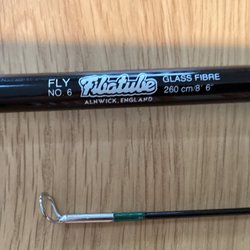 FLY
NO. 6
Fibatube
ALNWICK, ENGLAND
GLASS FIBRE
260 cm/8' 6"